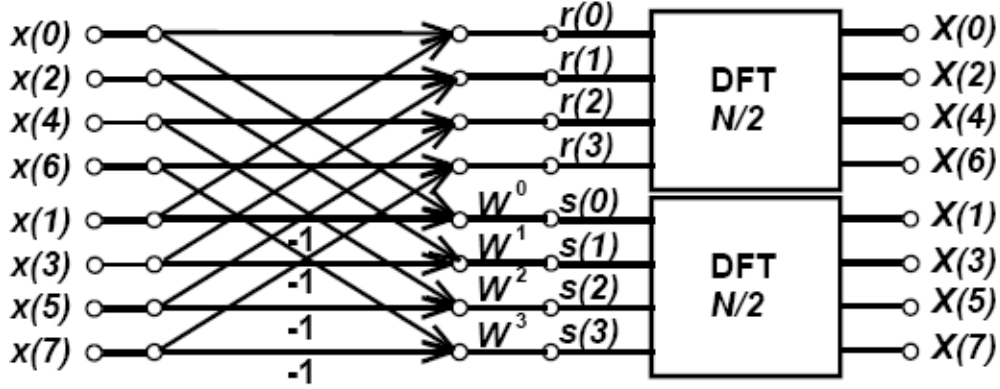 x(0) r(0) X(0)
x(2) r(1) DFT X(2)
x(4) r(2) N/2 X(4)
x(6) r(3) X(6)
x(1) W⁰ s(0) X(1)
-1
x(3) W¹ s(1) DFT X(3)
-1
x(5) W² s(2) N/2 X(5)
-1
x(7) W³ s(3) X(7)
-1